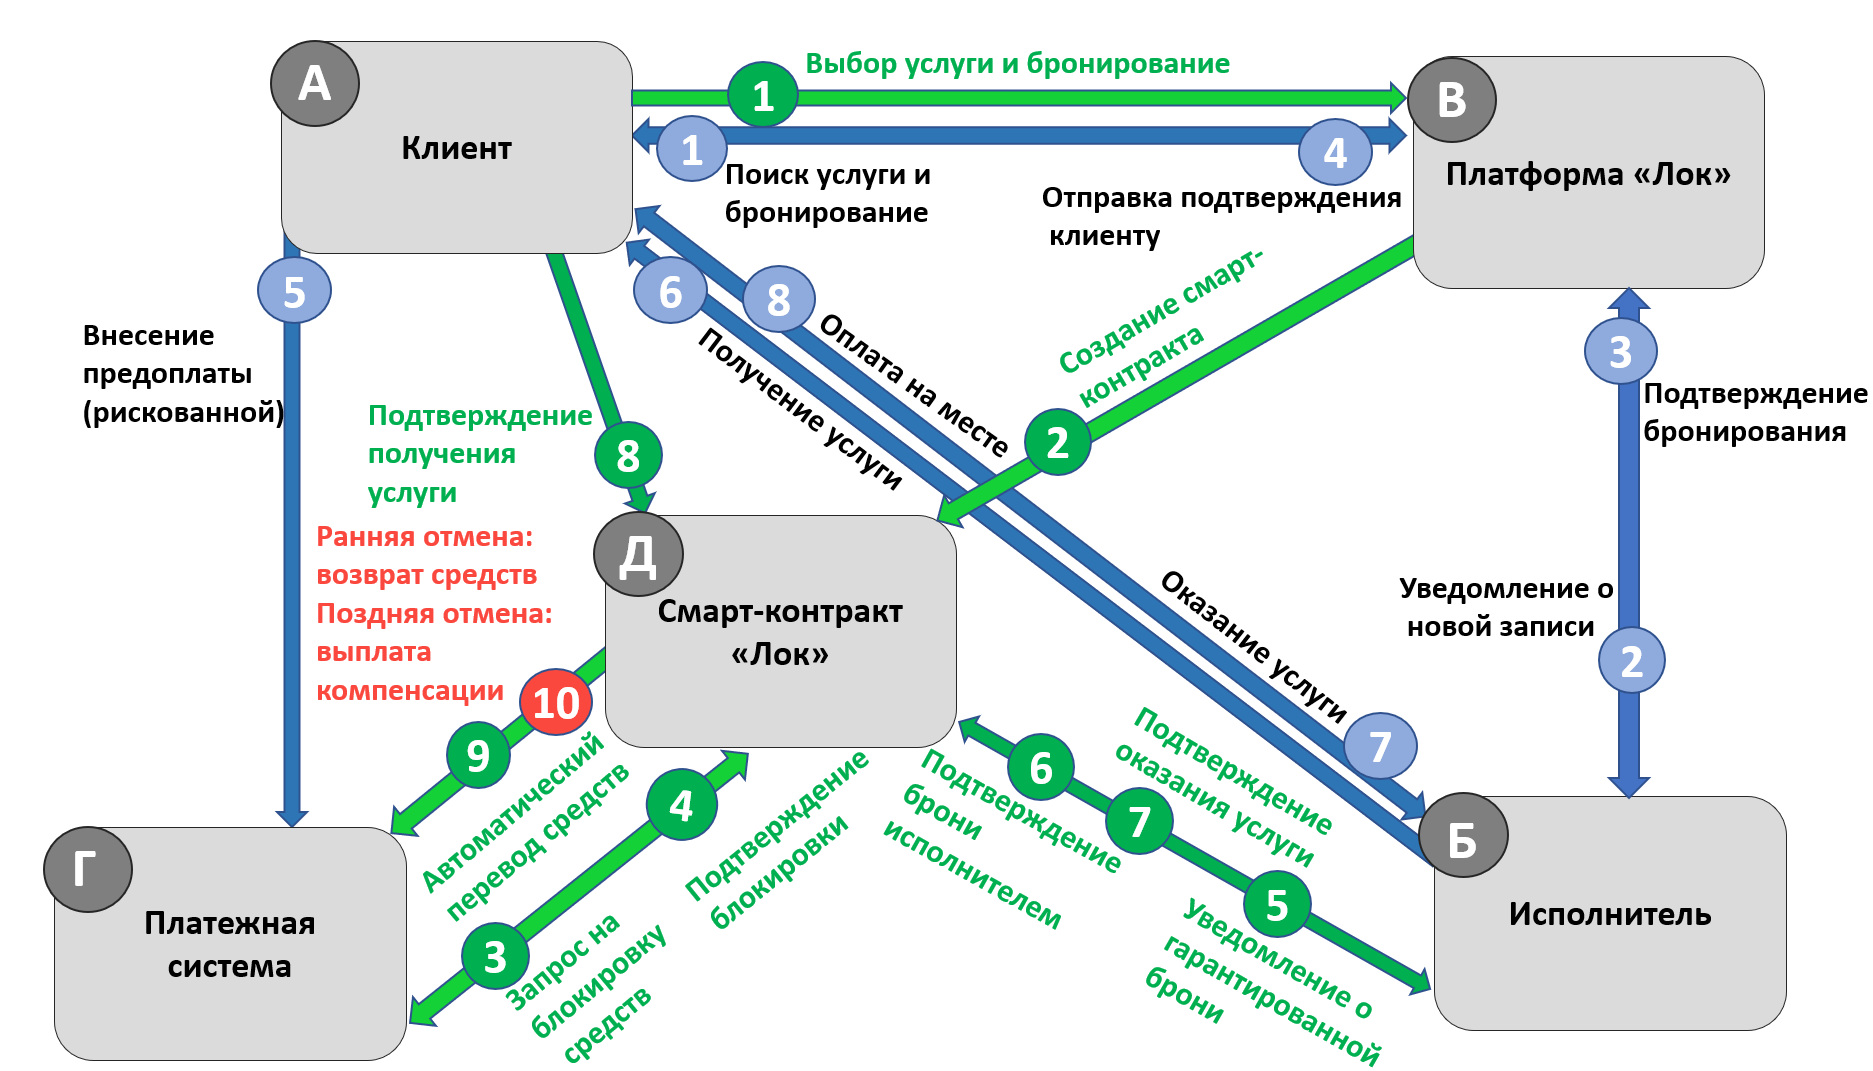 А
Клиент
1
Выбор услуги и бронирование
В
Платформа «Лок»
1
Поиск услуги и
бронирование
4
Отправка подтверждения
клиенту
5
Внесение
предоплаты
(рискованной)
6
Получение услуги
8
Оплата на месте
Создание смарт-
контракта
2
3
Подтверждение
бронирования
8
Подтверждение
получения
услуги
Ранняя отмена:
возврат средств
Поздняя отмена:
выплата
компенсации
10
Д
Смарт-контракт
«Лок»
Оказание услуги
7
Уведомление о
новой записи
2
9
Автоматический
перевод средств
4
Подтверждение
блокировки
3
Запрос на
блокировку
средств
6
Подтверждение
брони
исполнителем
7
Подтверждение
оказания услуги
5
Уведомление о
гарантированной
брони
Г
Платежная
система
Б
Исполнитель